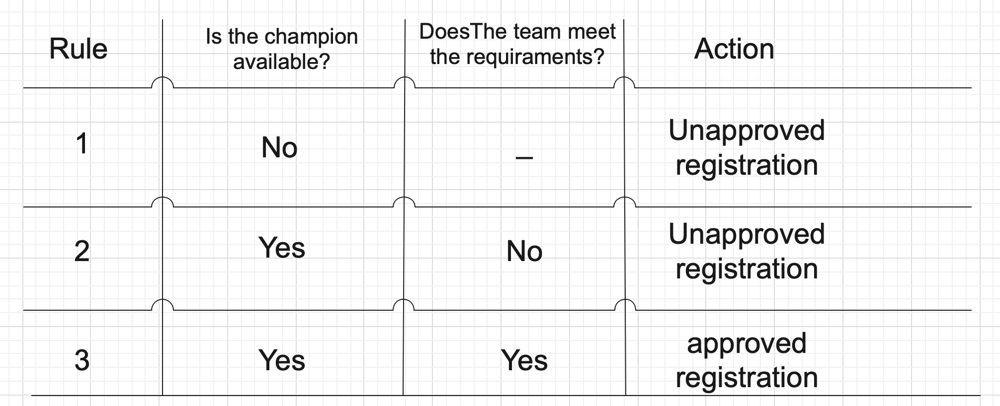 Rule
Is the champion
available?
DoesThe team meet
the requiraments?
Action
1
No
_
Unapproved
registration
2
Yes
No
Unapproved
registration
3
Yes
Yes
approved
registration